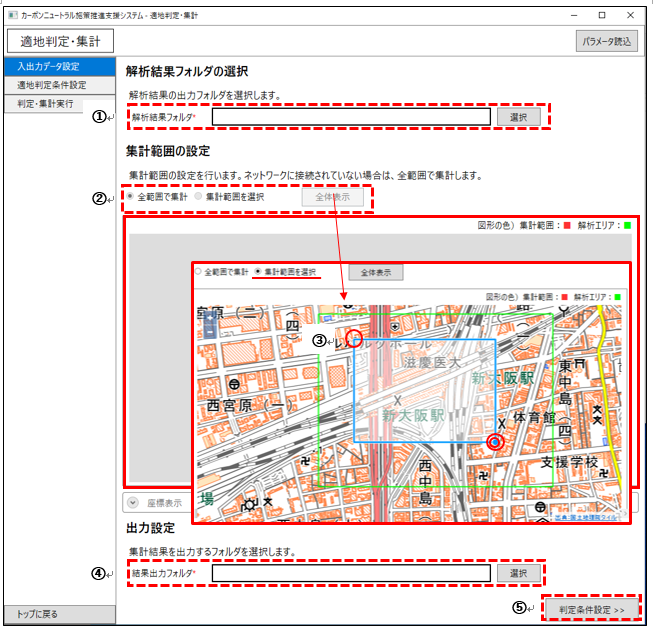 カーボンニュートラル施策推進支援システム - 適地判定・集計
適地判定・集計
パラメータ読込
入出力データ設定
適地判定条件設定
判定・集計実行
解析結果フォルダの選択
解析結果の出力フォルダを選択します。
①
解析結果フォルダ*
選択
集計範囲の設定
集計範囲の設定を行います。ネットワークに接続されていない場合は、全範囲で集計します。
②
全範囲で集計 集計範囲を選択 全体表示
図形の色）集計範囲： 解析エリア：
全範囲で集計 集計範囲を選択 全体表示
図形の色）集計範囲： 解析エリア：
宮原（二）
（四）
③
ホール
滋慶医大
新大阪駅
東中島（四）
西宮原（一）
新大阪駅
体育館
西中島
支援学校
場
出典:国土地理院タイル
座標表示
出力設定
集計結果を出力するフォルダを選択します。
④
結果出力フォルダ*
選択
⑤
判定条件設定 >>
トップに戻る